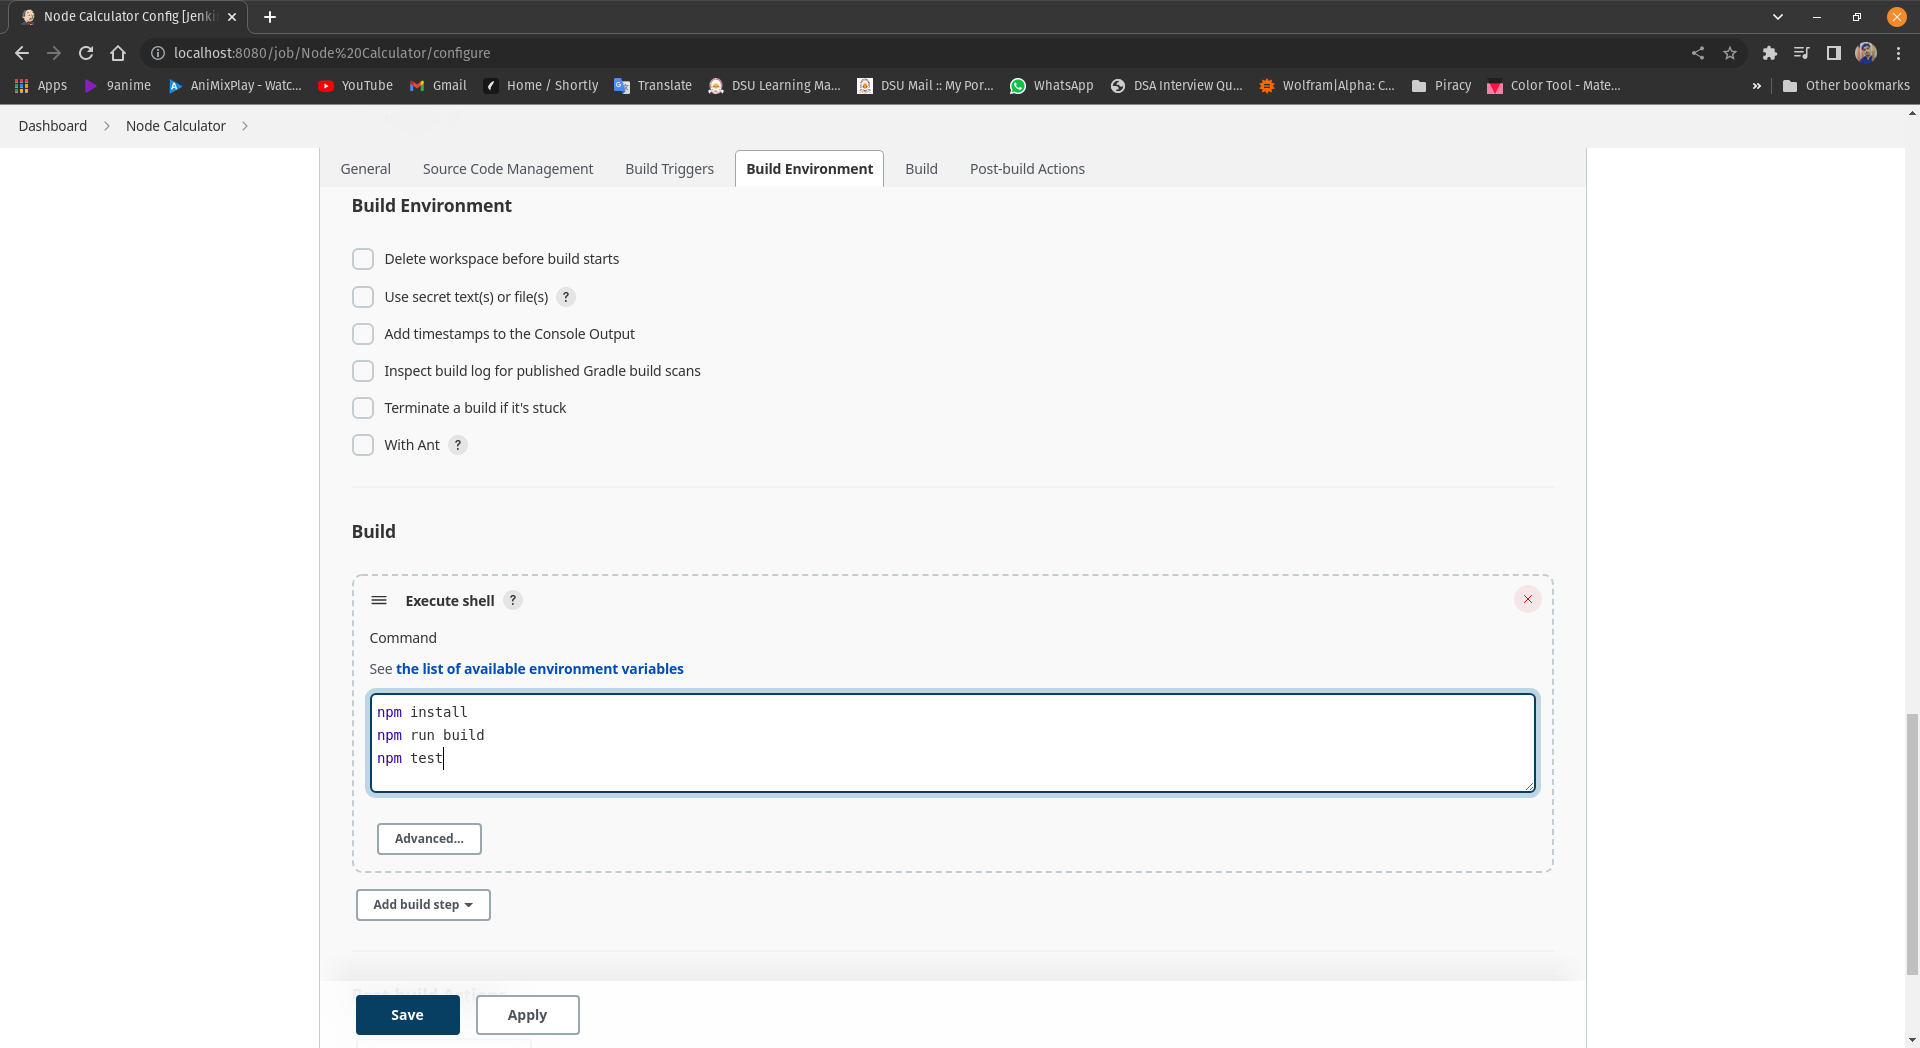 Node Calculator Config [Jenki
localhost:8080/job/Node%20Calculator/configure
Apps
9anime
AniMixPlay - Watc...
YouTube
Gmail
Home / Shortly
Translate
DSU Learning Ma...
DSU Mail :: My Por...
WhatsApp
DSA Interview Qu...
Wolfram|Alpha: C...
Piracy
Color Tool - Mate...
»
Other bookmarks
Dashboard
Node Calculator
General
Source Code Management
Build Triggers
Build Environment
Build
Post-build Actions
Build Environment
Delete workspace before build starts
Use secret text(s) or file(s) ?
Add timestamps to the Console Output
Inspect build log for published Gradle build scans
Terminate a build if it's stuck
With Ant ?
Build
Execute shell ?
Command
See the list of available environment variables
npm install
npm run build
npm test
Advanced...
Add build step
Post-build Actions
Save
Apply